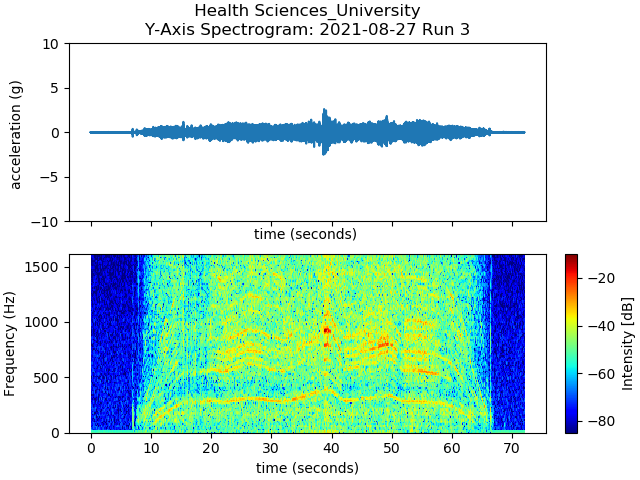 Health Sciences_University
Y-Axis Spectrogram: 2021-08-27 Run 3
10
5
0
−5
−10
acceleration (g)
time (seconds)
1500
1000
500
0
Frequency (Hz)
0 10 20 30 40 50 60 70
time (seconds)
−20
−40
−60
−80
Intensity [dB]